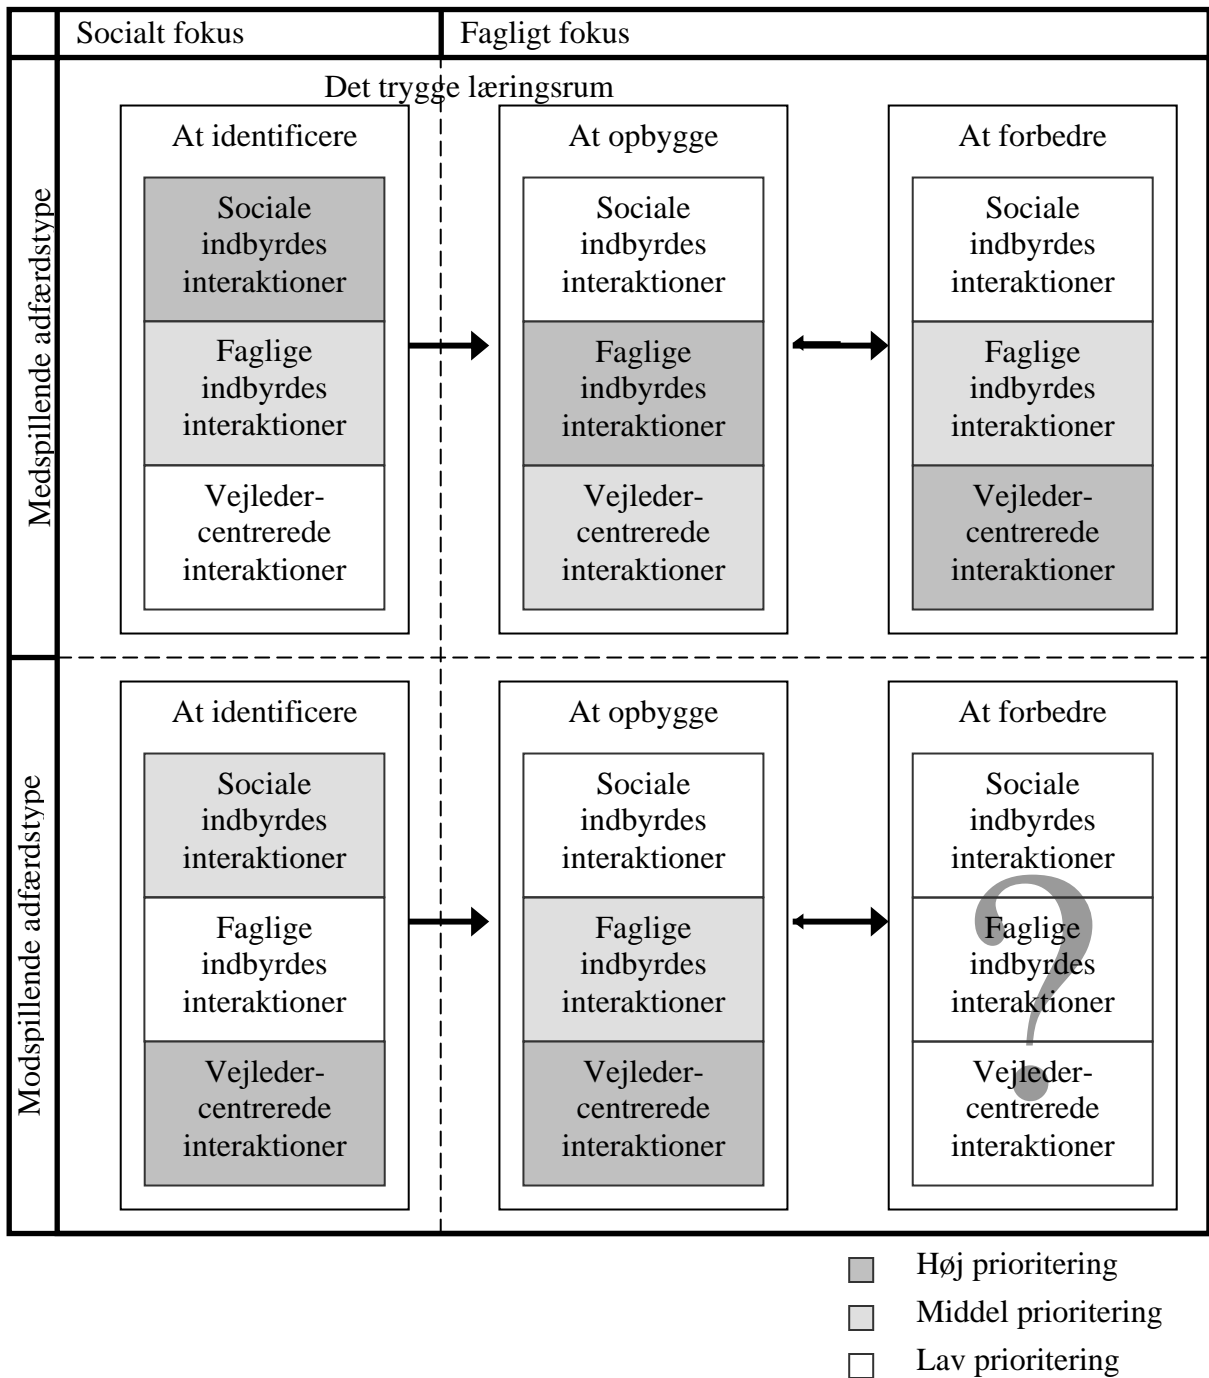 Socialt fokus
Fagligt fokus
Det trygge læringsrum
Medspillende adfærdstype
At identificere
Sociale
indbyrdes
interaktioner
Faglige
indbyrdes
interaktioner
Vejleder-
centrerede
interaktioner
At opbygge
Sociale
indbyrdes
interaktioner
Faglige
indbyrdes
interaktioner
Vejleder-
centrerede
interaktioner
At forbedre
Sociale
indbyrdes
interaktioner
Faglige
indbyrdes
interaktioner
Vejleder-
centrerede
interaktioner
Modspillende adfærdstype
At identificere
Sociale
indbyrdes
interaktioner
Faglige
indbyrdes
interaktioner
Vejleder-
centrerede
interaktioner
At opbygge
Sociale
indbyrdes
interaktioner
Faglige
indbyrdes
interaktioner
Vejleder-
centrerede
interaktioner
At forbedre
Sociale
indbyrdes
interaktioner
Faglige
indbyrdes
interaktioner
Vejleder-
centrerede
interaktioner
?
Høj prioritering
Middel prioritering
Lav prioritering